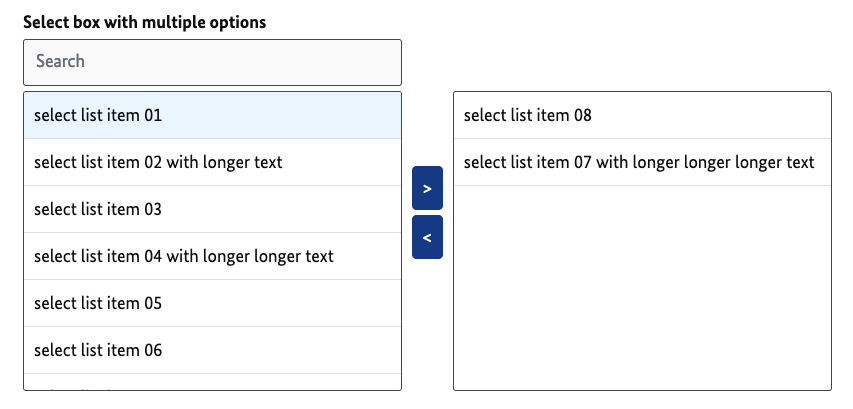 Select box with multiple options
Search
select list item 01
select list item 02 with longer text
select list item 03
select list item 04 with longer longer text
select list item 05
select list item 06
>
<
select list item 08
select list item 07 with longer longer longer text